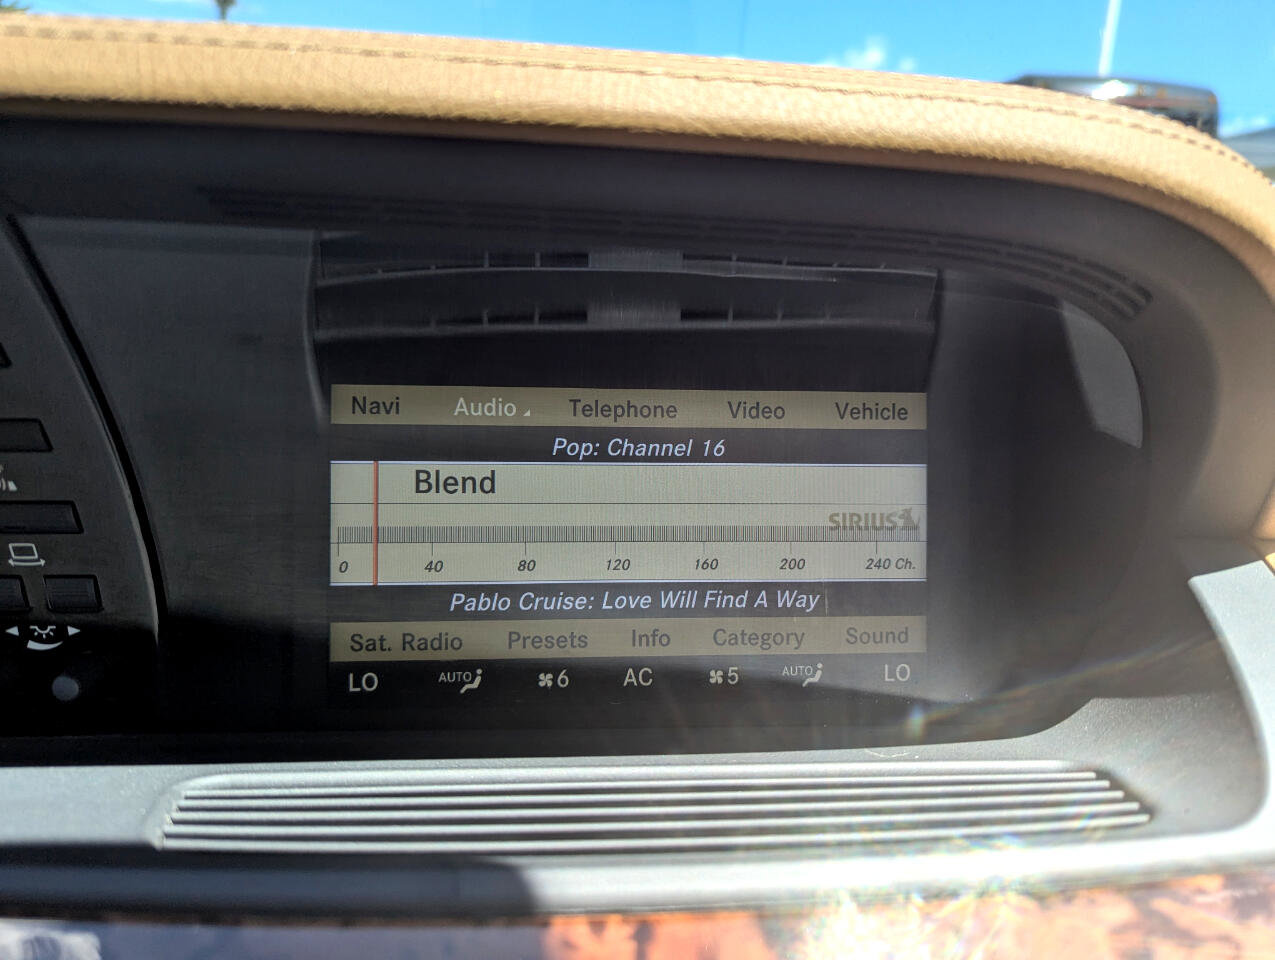 Navi Audio Telephone Video Vehicle
Pop: Channel 16
Blend
SIRIUS
0 40 80 120 160 200 240 Ch.
Pablo Cruise: Love Will Find A Way
Sat. Radio Presets Info Category Sound
LO AUTO 6 AC 5 AUTO LO